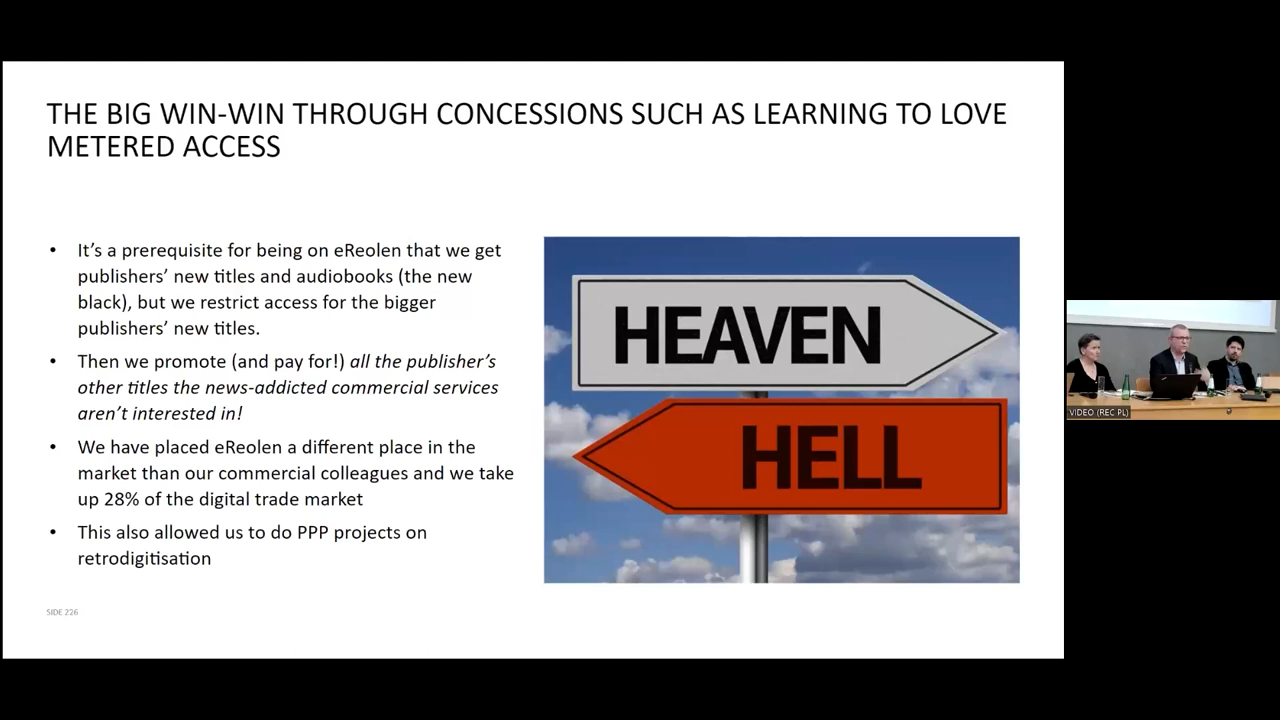 THE BIG WIN-WIN THROUGH CONCESSIONS SUCH AS LEARNING TO LOVE
METERED ACCESS
• It’s a prerequisite for being on eReolen that we get
publishers’ new titles and audiobooks (the new
black), but we restrict access for the bigger
publishers’ new titles.
• Then we promote (and pay for!) all the publisher’s
other titles the news-addicted commercial services
aren’t interested in!
• We have placed eReolen a different place in the
market than our commercial colleagues and we take
up 28% of the digital trade market
• This also allowed us to do PPP projects on
retrodigitisation
HEAVEN
HELL
SIDE 226
VIDEO (REC PL)